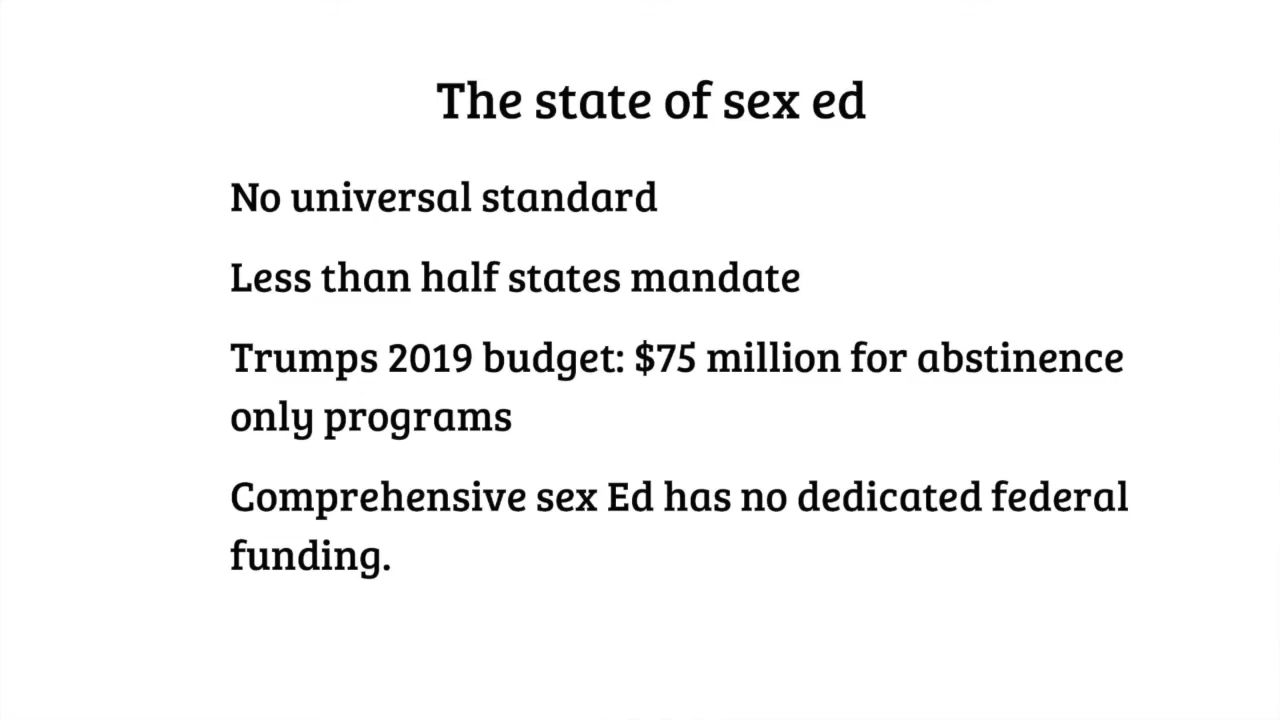 The state of sex ed
No universal standard
Less than half states mandate
Trumps 2019 budget: $75 million for abstinence
only programs
Comprehensive sex Ed has no dedicated federal
funding.